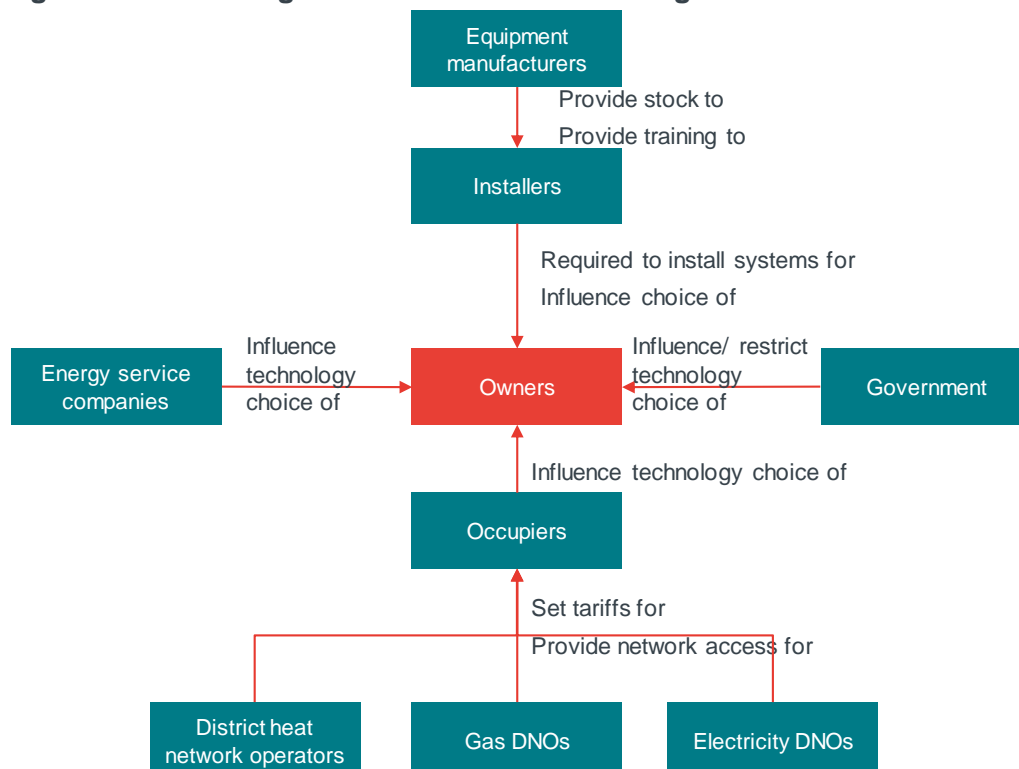 Equipment
manufacturers
Provide stock to
Provide training to
Installers
Required to install systems for
Influence choice of
Energy service
companies
Influence
technology
choice of
Owners
Influence/ restrict
technology
choice of
Government
Influence technology choice of
Occupiers
Set tariffs for
Provide network access for
District heat
network operators
Gas DNOs
Electricity DNOs